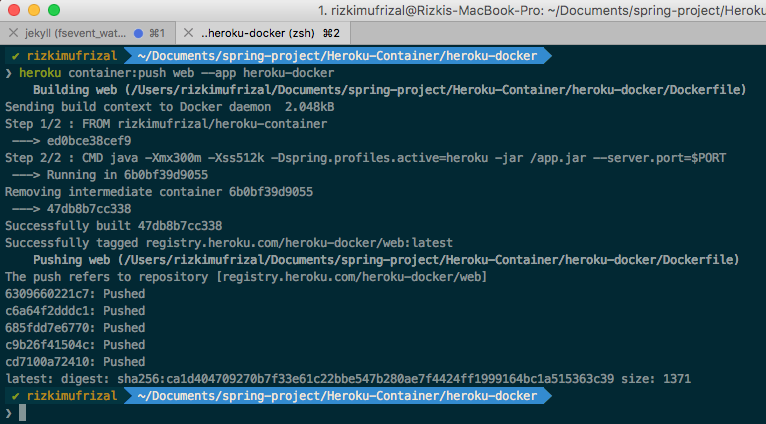 1. rizkimufrizal@Rizkis-MacBook-Pro: ~/Documents/spring-project/Heroku
jekyll (fsevent_wat... ⌘1
..heroku-docker (zsh) ⌘2
✔ rizkimufrizal ~/Documents/spring-project/Heroku-Container/heroku-docker
❯ heroku container:push web --app heroku-docker
Building web (/Users/rizkimufrizal/Documents/spring-project/Heroku-Container/heroku-docker/Dockerfile)
Sending build context to Docker daemon 2.048kB
Step 1/2 : FROM rizkimufrizal/heroku-container
---> ed0bce38cef9
Step 2/2 : CMD java -Xmx300m -Xss512k -Dspring.profiles.active=heroku -jar /app.jar --server.port=$PORT
---> Running in 6b0bf39d9055
Removing intermediate container 6b0bf39d9055
---> 47db8b7cc338
Successfully built 47db8b7cc338
Successfully tagged registry.heroku.com/heroku-docker/web:latest
Pushing web (/Users/rizkimufrizal/Documents/spring-project/Heroku-Container/heroku-docker/Dockerfile)
The push refers to repository [registry.heroku.com/heroku-docker/web]
6309660221c7: Pushed
c6a64f2dddc1: Pushed
685fdd7e6770: Pushed
c9b26f41504c: Pushed
cd7100a72410: Pushed
latest: digest: sha256:ca1d404709270b7f33e61c22bbe547b280ae7f4424ff1999164bc1a515363c39 size: 1371
✔ rizkimufrizal ~/Documents/spring-project/Heroku-Container/heroku-docker
❯